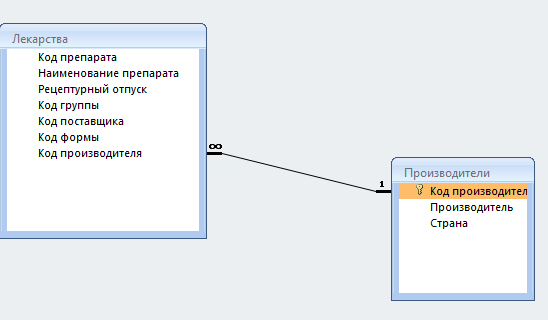 Лекарства
Код препарата
Наименование препарата
Рецептурный отпуск
Код группы
Код поставщика
Код формы
Код производителя
∞
1
Производители
Код производител
Производитель
Страна